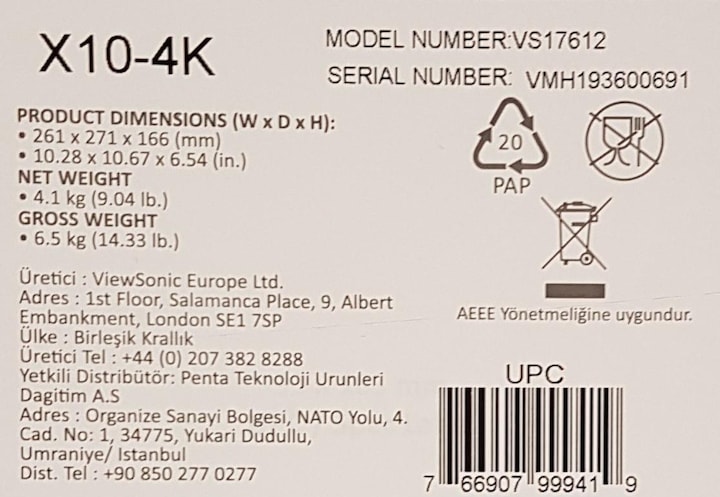 X10-4K
MODEL NUMBER:VS17612
SERIAL NUMBER: VMH193600691
PRODUCT DIMENSIONS (W x D x H):
• 261 x 271 x 166 (mm)
• 10.28 x 10.67 x 6.54 (in.)
NET WEIGHT
• 4.1 kg (9.04 lb.)
GROSS WEIGHT
• 6.5 kg (14.33 lb.)
20
PAP
AEEE Yönetmeliğine uygundur.
Üretici : ViewSonic Europe Ltd.
Adres : 1st Floor, Salamanca Place, 9, Albert
Embankment, London SE1 7SP
Ülke : Birleşik Krallık
Üretici Tel : +44 (0) 207 382 8288
Yetkili Distribütör: Penta Teknoloji Urunleri
Dagitim A.S
Adres : Organize Sanayi Bolgesi, NATO Yolu, 4.
Cad. No: 1, 34775, Yukari Dudullu,
Umraniye/ Istanbul
Dist. Tel : +90 850 277 0277
UPC
7 66907 99941 9